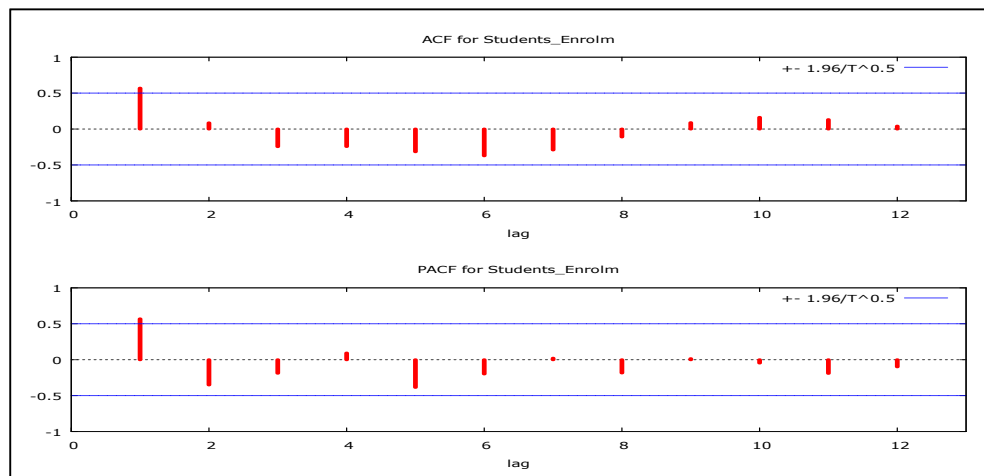 ACF for Students_Enrolm
1
+- 1.96/T^0.5
0.5
0
-0.5
-1
0 2 4 6 8 10 12
lag
PACF for Students_Enrolm
1
+- 1.96/T^0.5
0.5
0
-0.5
-1
0 2 4 6 8 10 12
lag